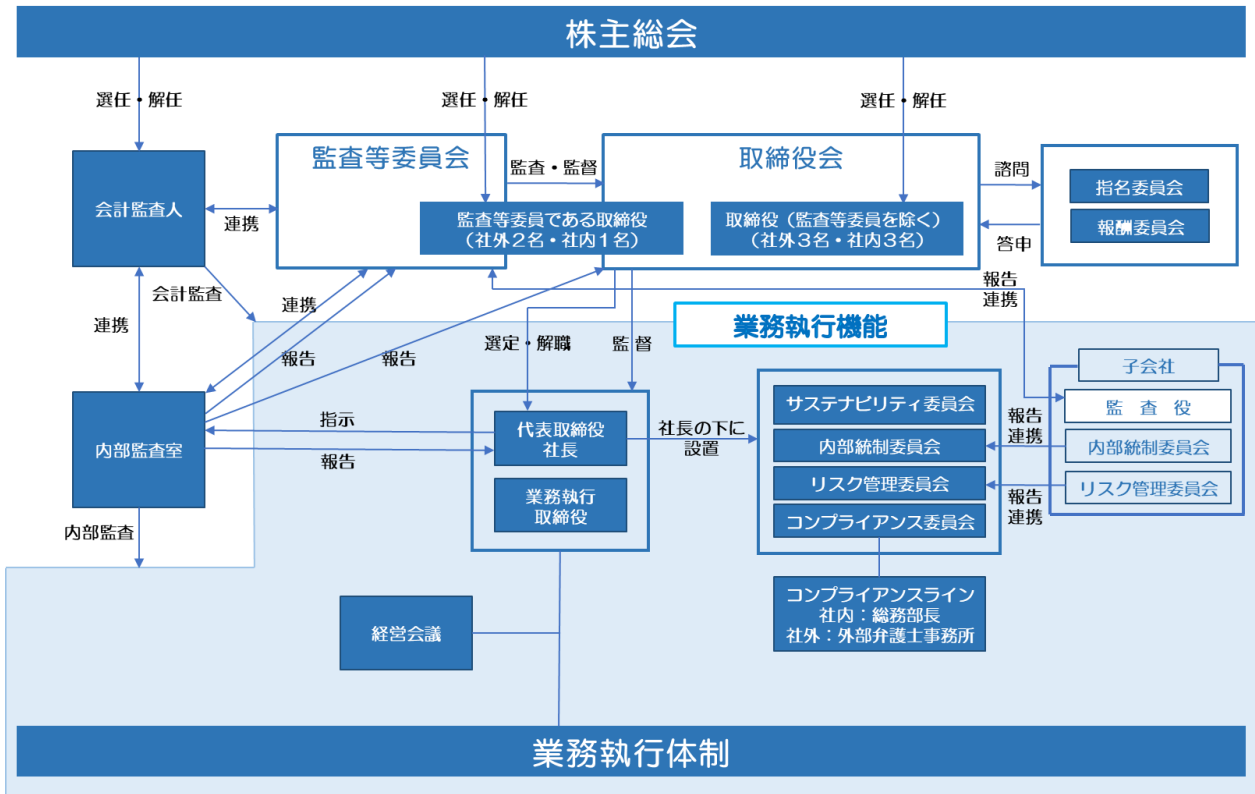 株主総会
選任・解任
選任・解任
選任・解任
監査等委員会
取締役会
監査・監督
諮問
会計監査人
連携
監査等委員である取締役
（社外２名・社内１名）
取締役（監査等委員を除く）
（社外３名・社内３名）
指名委員会
報酬委員会
答申
会計監査
連携
連携
報告
報告
選定・解職
監督
報告
連携
業務執行機能
子会社
監査役
内部統制委員会
リスク管理委員会
報告
連携
報告
連携
内部監査室
指示
報告
代表取締役
社長
業務執行
取締役
社長の下に
設置
サステナビリティ委員会
内部統制委員会
リスク管理委員会
コンプライアンス委員会
内部監査
コンプライアンスライン
社内：総務部長
社外：外部弁護士事務所
経営会議
業務執行体制